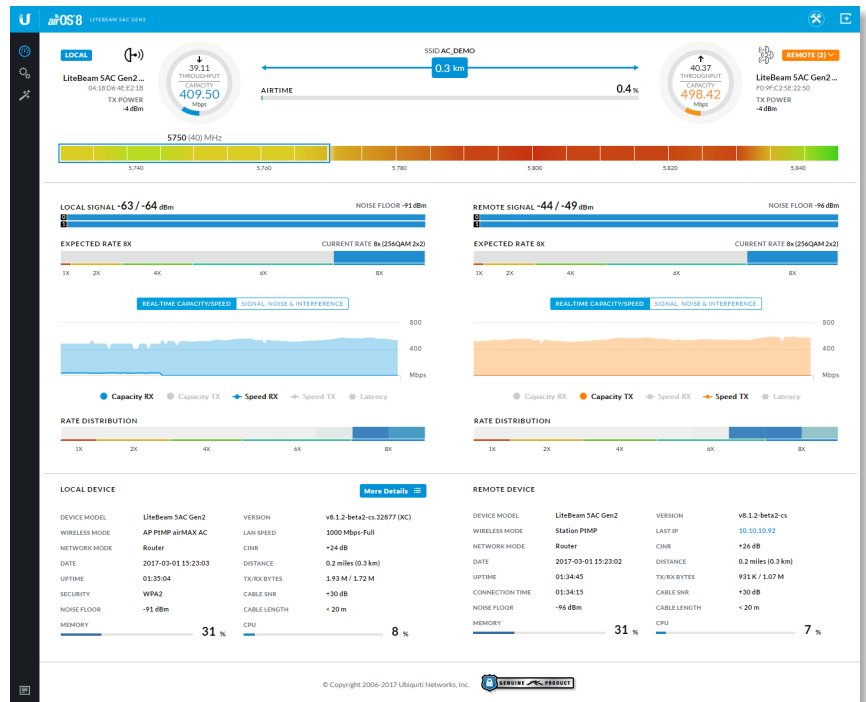 U airOS 8 LITEBEAM 5AC GEN2
LOCAL
LiteBeam 5AC Gen2...
04:18:D6:4E:E2:1B
TX POWER
-4 dBm
39.11
THROUGHPUT
CAPACITY
409.50
Mbps
SSID AC_DEMO
0.3 km
AIRTIME 0.4 %
40.37
THROUGHPUT
CAPACITY
498.42
Mbps
REMOTE (2)
LiteBeam 5AC Gen2...
F0:9F:C2:5E:22:50
TX POWER
-4 dBm
5750 (40) MHz
5,740 5,760 5,780 5,800 5,820 5,840
LOCAL SIGNAL -63 / -64 dBm NOISE FLOOR -91 dBm
0
1
EXPECTED RATE 8X CURRENT RATE 8x (256QAM 2x2)
1X 2X 4X 6X 8X
REAL-TIME CAPACITY/SPEED SIGNAL, NOISE & INTERFERENCE
800
400
Mbps
Capacity RX Capacity TX Speed RX Speed TX Latency
RATE DISTRIBUTION
1X 2X 4X 6X 8X
REMOTE SIGNAL -44 / -49 dBm NOISE FLOOR -96 dBm
0
1
EXPECTED RATE 8X CURRENT RATE 8x (256QAM 2x2)
1X 2X 4X 6X 8X
REAL-TIME CAPACITY/SPEED SIGNAL, NOISE & INTERFERENCE
800
400
Mbps
Capacity RX Capacity TX Speed RX Speed TX Latency
RATE DISTRIBUTION
1X 2X 4X 6X 8X
LOCAL DEVICE More Details
DEVICE MODEL LiteBeam 5AC Gen2 VERSION v8.1.2-beta2-cs.32877 (XC)
WIRELESS MODE AP PtMP airMAX AC LAN SPEED 1000 Mbps-Full
NETWORK MODE Router CINR +24 dB
DATE 2017-03-01 15:23:03 DISTANCE 0.2 miles (0.3 km)
UPTIME 01:35:04 TX/RX BYTES 1.93 M / 1.72 M
SECURITY WPA2 CABLE SNR +30 dB
NOISE FLOOR -91 dBm CABLE LENGTH < 20 m
MEMORY 31 % CPU 8 %
REMOTE DEVICE
DEVICE MODEL LiteBeam 5AC Gen2 VERSION v8.1.2-beta2-cs
WIRELESS MODE Station PtMP LAST IP 10.10.10.92
NETWORK MODE Router CINR +26 dB
DATE 2017-03-01 15:23:02 DISTANCE 0.2 miles (0.3 km)
UPTIME 01:34:45 TX/RX BYTES 931 K / 1.07 M
CONNECTION TIME 01:34:15 CABLE SNR +30 dB
NOISE FLOOR -96 dBm CABLE LENGTH < 20 m
MEMORY 31 % CPU 7 %
© Copyright 2006-2017 Ubiquiti Networks, Inc. GENUINE PRODUCT